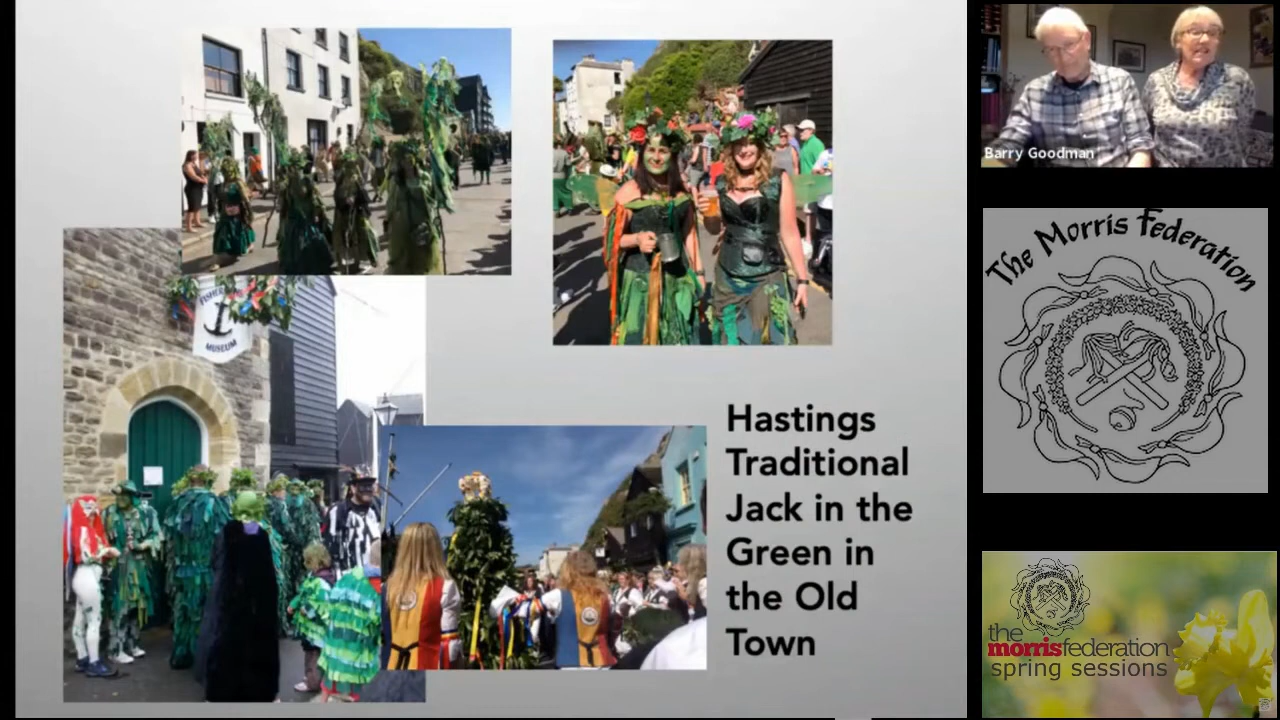 FISHER
MUSEUM
Hastings
Traditional
Jack in the
Green in
the Old
Town
Barry Goodman
The Morris Federation
the
morrisfederation
spring sessions